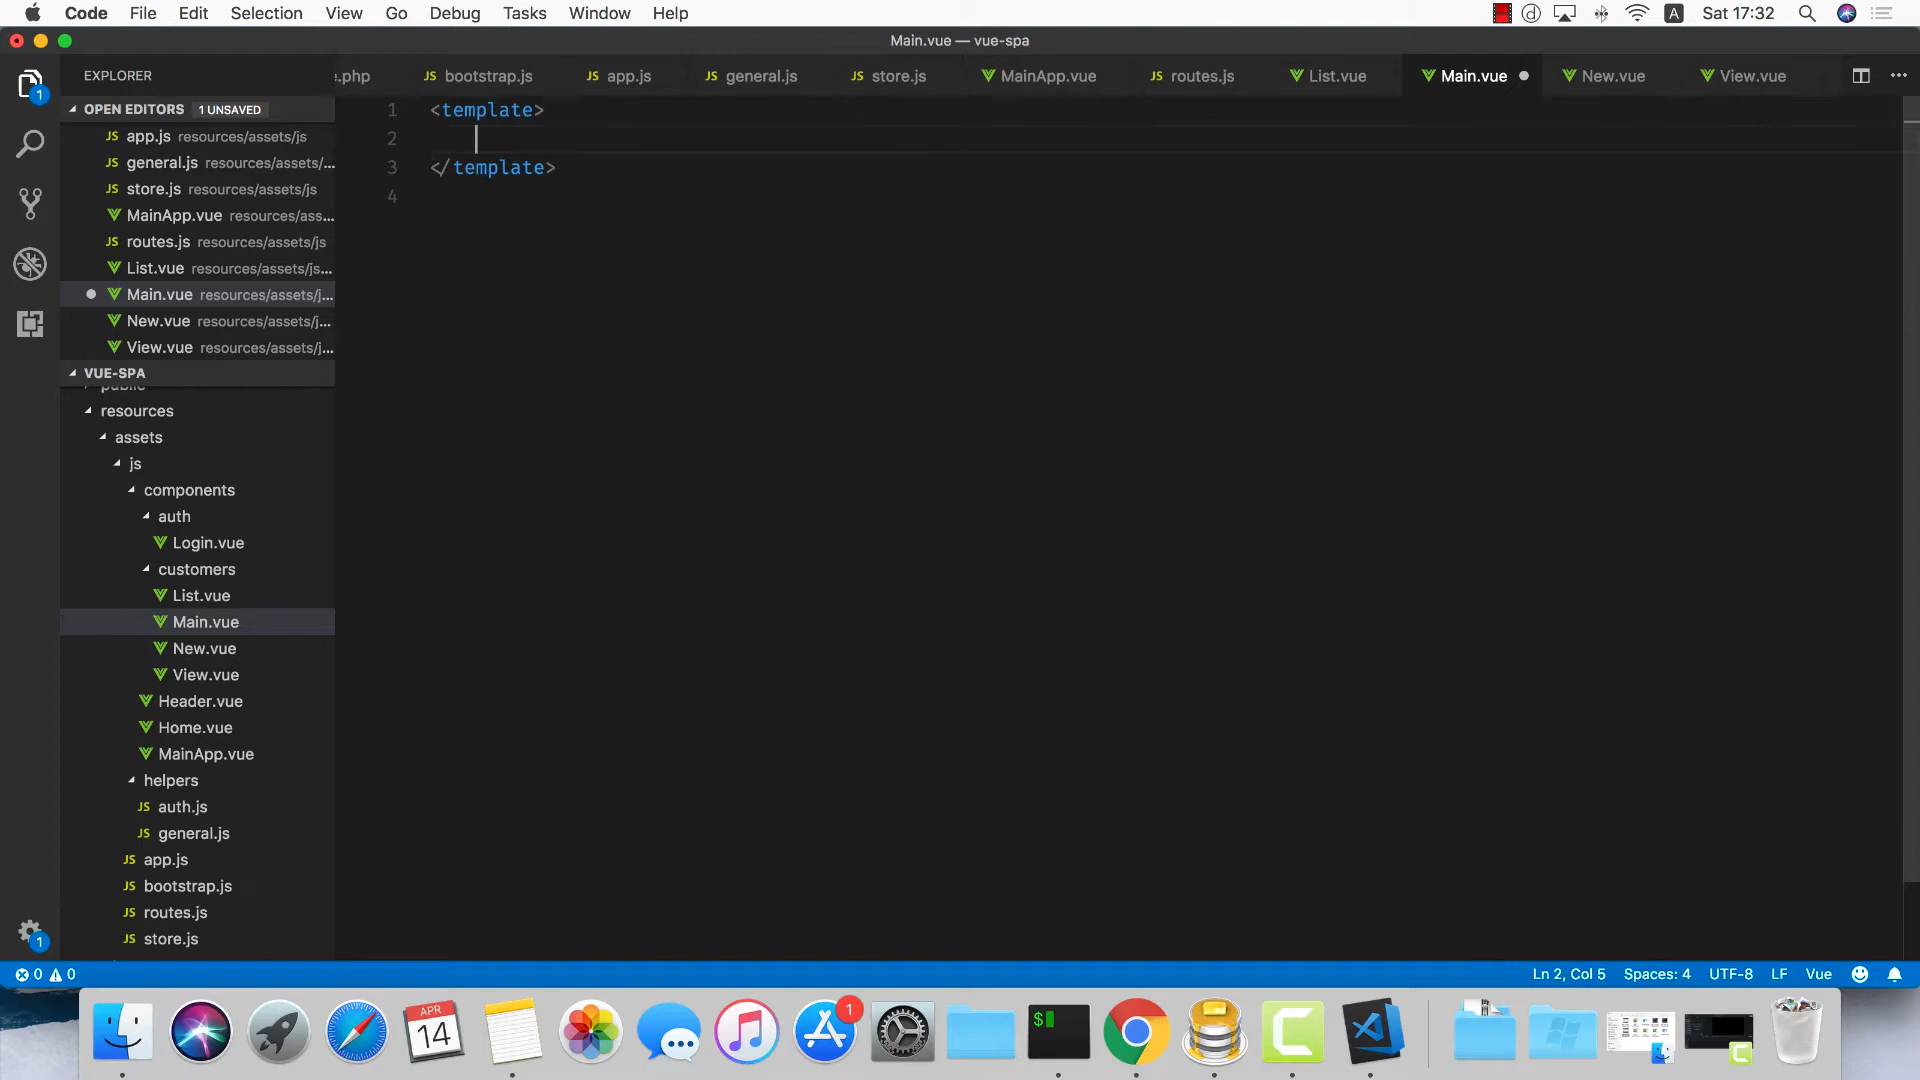 Code File Edit Selection View Go Debug Tasks Window Help
A Sat 17:32
Main.vue — vue-spa
EXPLORER
e.php bootstrap.js app.js general.js store.js MainApp.vue routes.js List.vue Main.vue New.vue View.vue
OPEN EDITORS 1 UNSAVED
app.js resources/assets/js
general.js resources/assets/...
store.js resources/assets/js
MainApp.vue resources/ass...
routes.js resources/assets/js
List.vue resources/assets/js...
Main.vue resources/assets/j...
New.vue resources/assets/j...
View.vue resources/assets/j...
VUE-SPA
public
resources
assets
js
components
auth
Login.vue
customers
List.vue
Main.vue
New.vue
View.vue
Header.vue
Home.vue
MainApp.vue
helpers
auth.js
general.js
app.js
bootstrap.js
routes.js
store.js
1 <template>
2
3 </template>
4
0 0 Ln 2, Col 5 Spaces: 4 UTF-8 LF Vue
APR
14
1
$